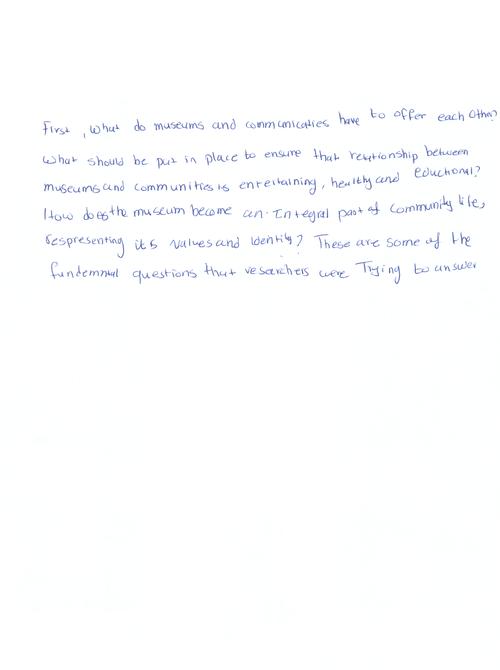 First, What do museums and communicaties have to offer each other?
What should be put in place to ensure that relationship between
museums and communities is entertaining, healthy and Eductional?
How does the museum become an Integral part of Community life,
respresenting it's values and Identity? These are some of the
fundemntal questions that researchers were Trying to answer